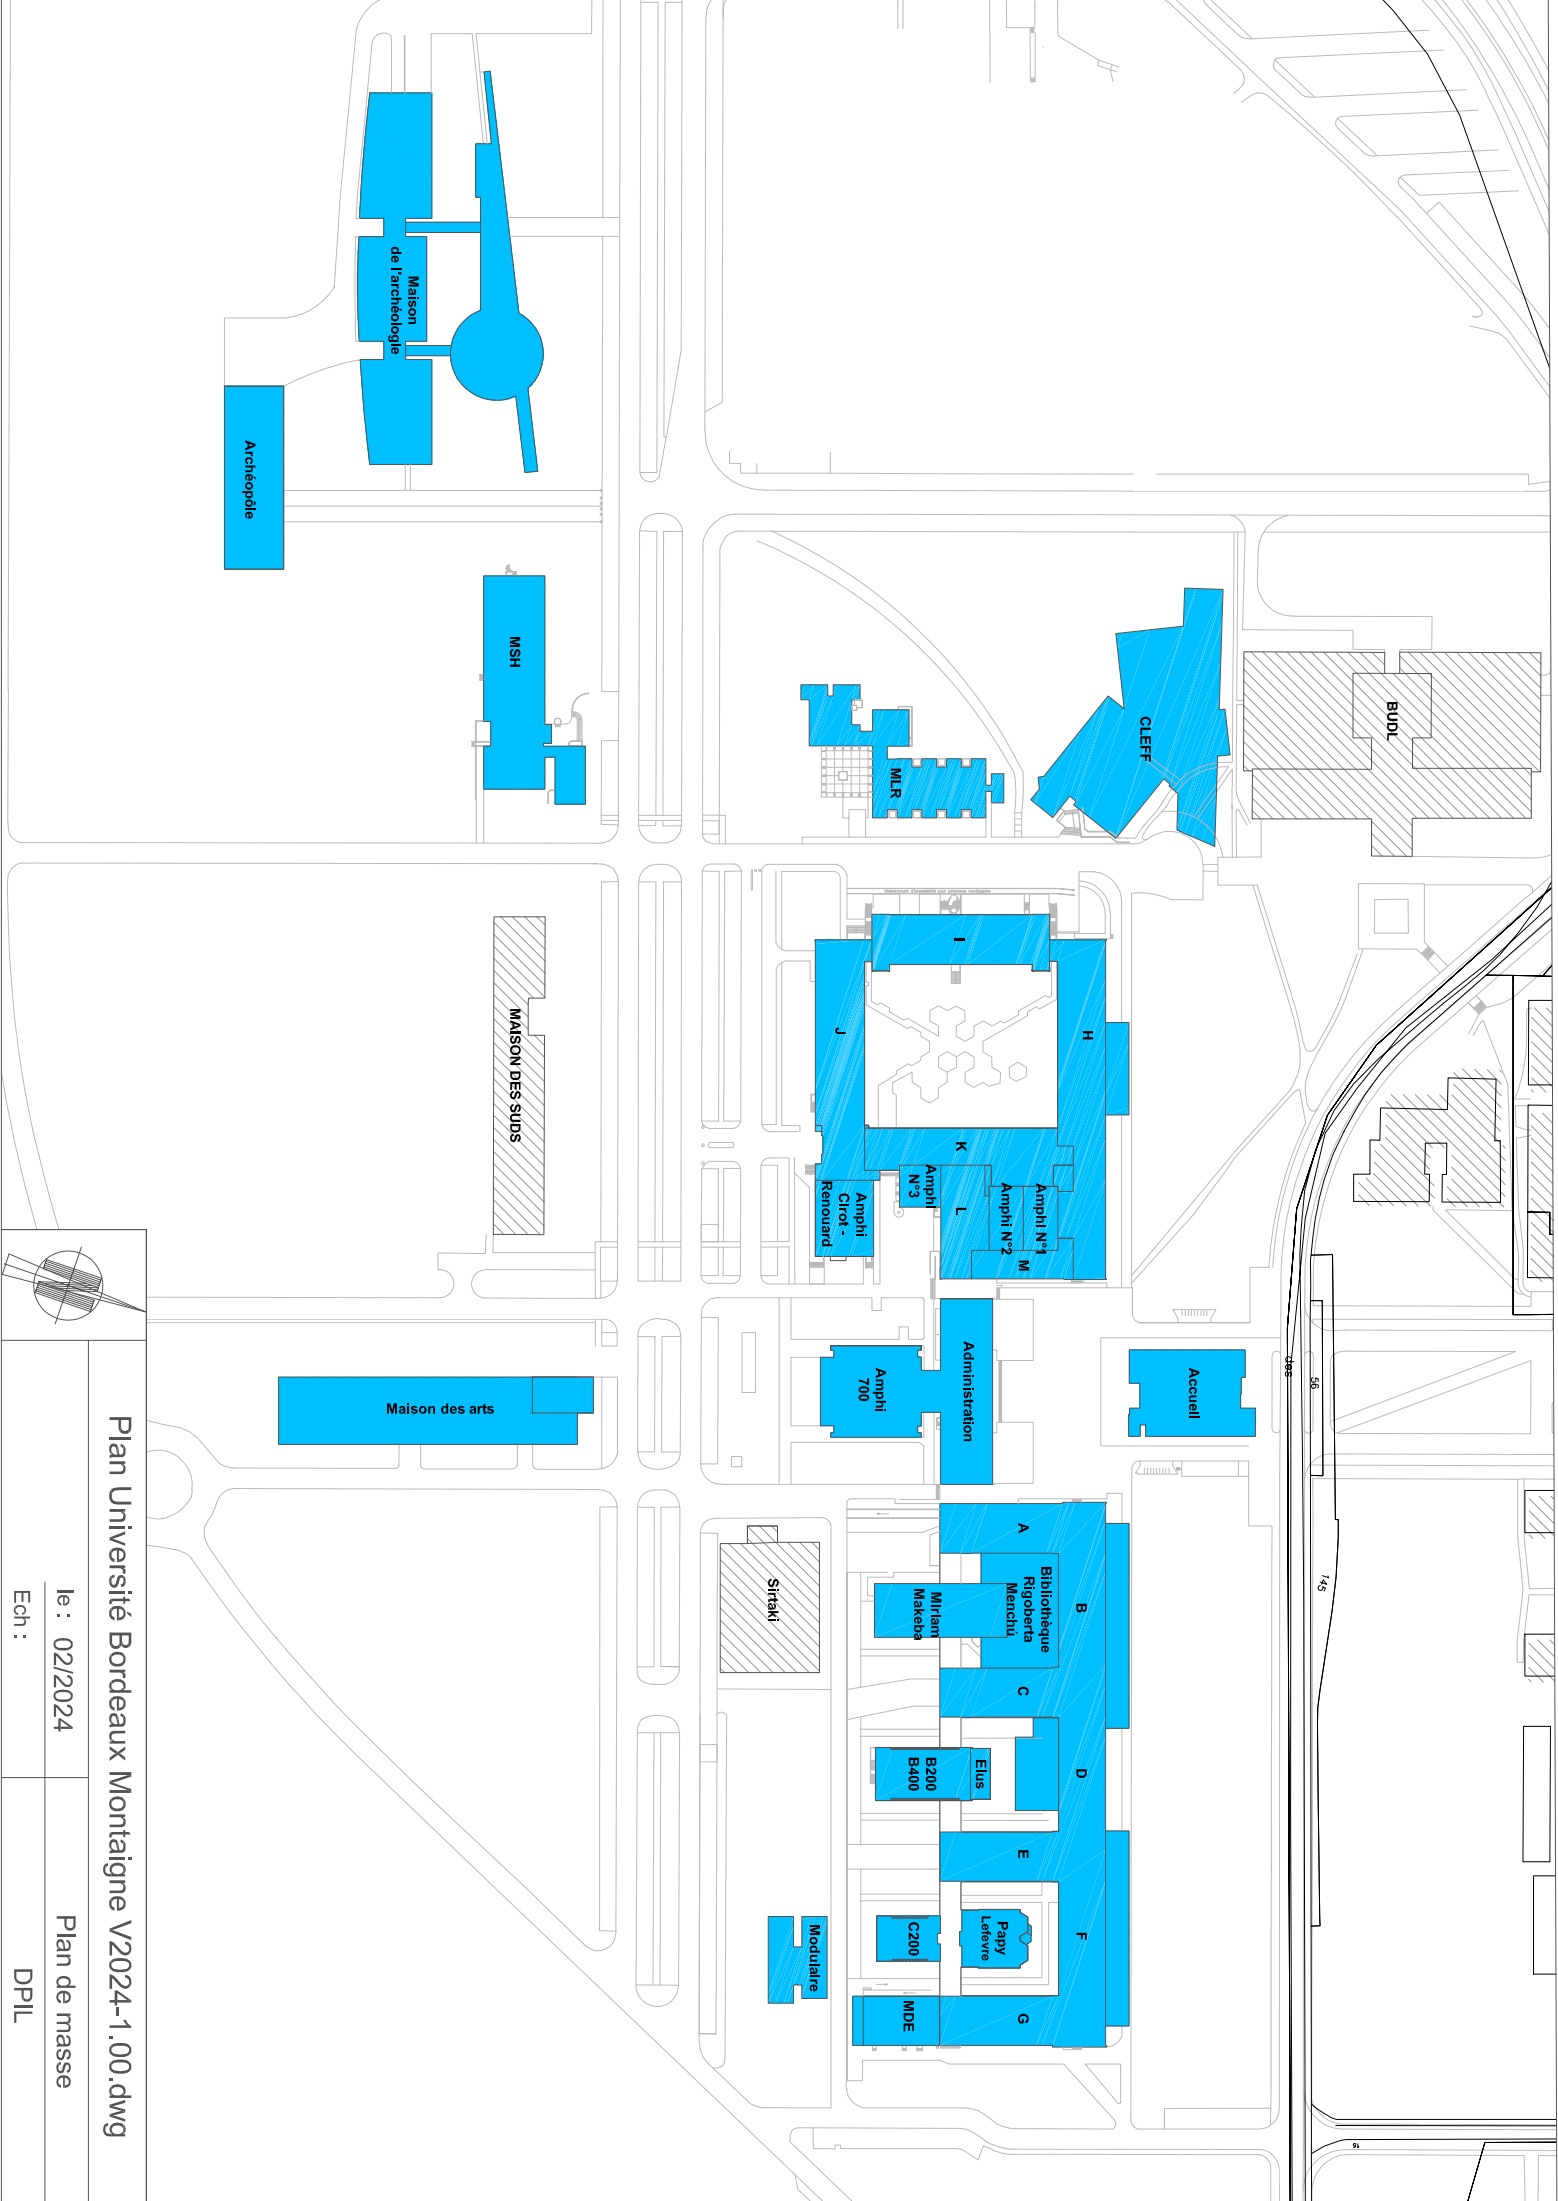 Maison
de l'archéologie
Archéopôle
MSH
MLR
CLEFF
BUDL
MAISON DES SUDS
I
J
H
K
L
M
Amphi
N°3
Amphi N°2
Amphi N°1
Amphi
Cirot -
Renouard
Administration
Amphi
700
Accueil
des
56
145
16
Maison des arts
Sirtaki
A
B
Bibliothèque
Rigoberta
Menchú
Miriam
Makeba
C
D
Elus
B200
B400
E
F
Papy
Lefevre
C200
G
MDE
Modulaire
Plan Université Bordeaux Montaigne V2024-1.00.dwg
le : 02/2024
Plan de masse
Ech :
DPIL